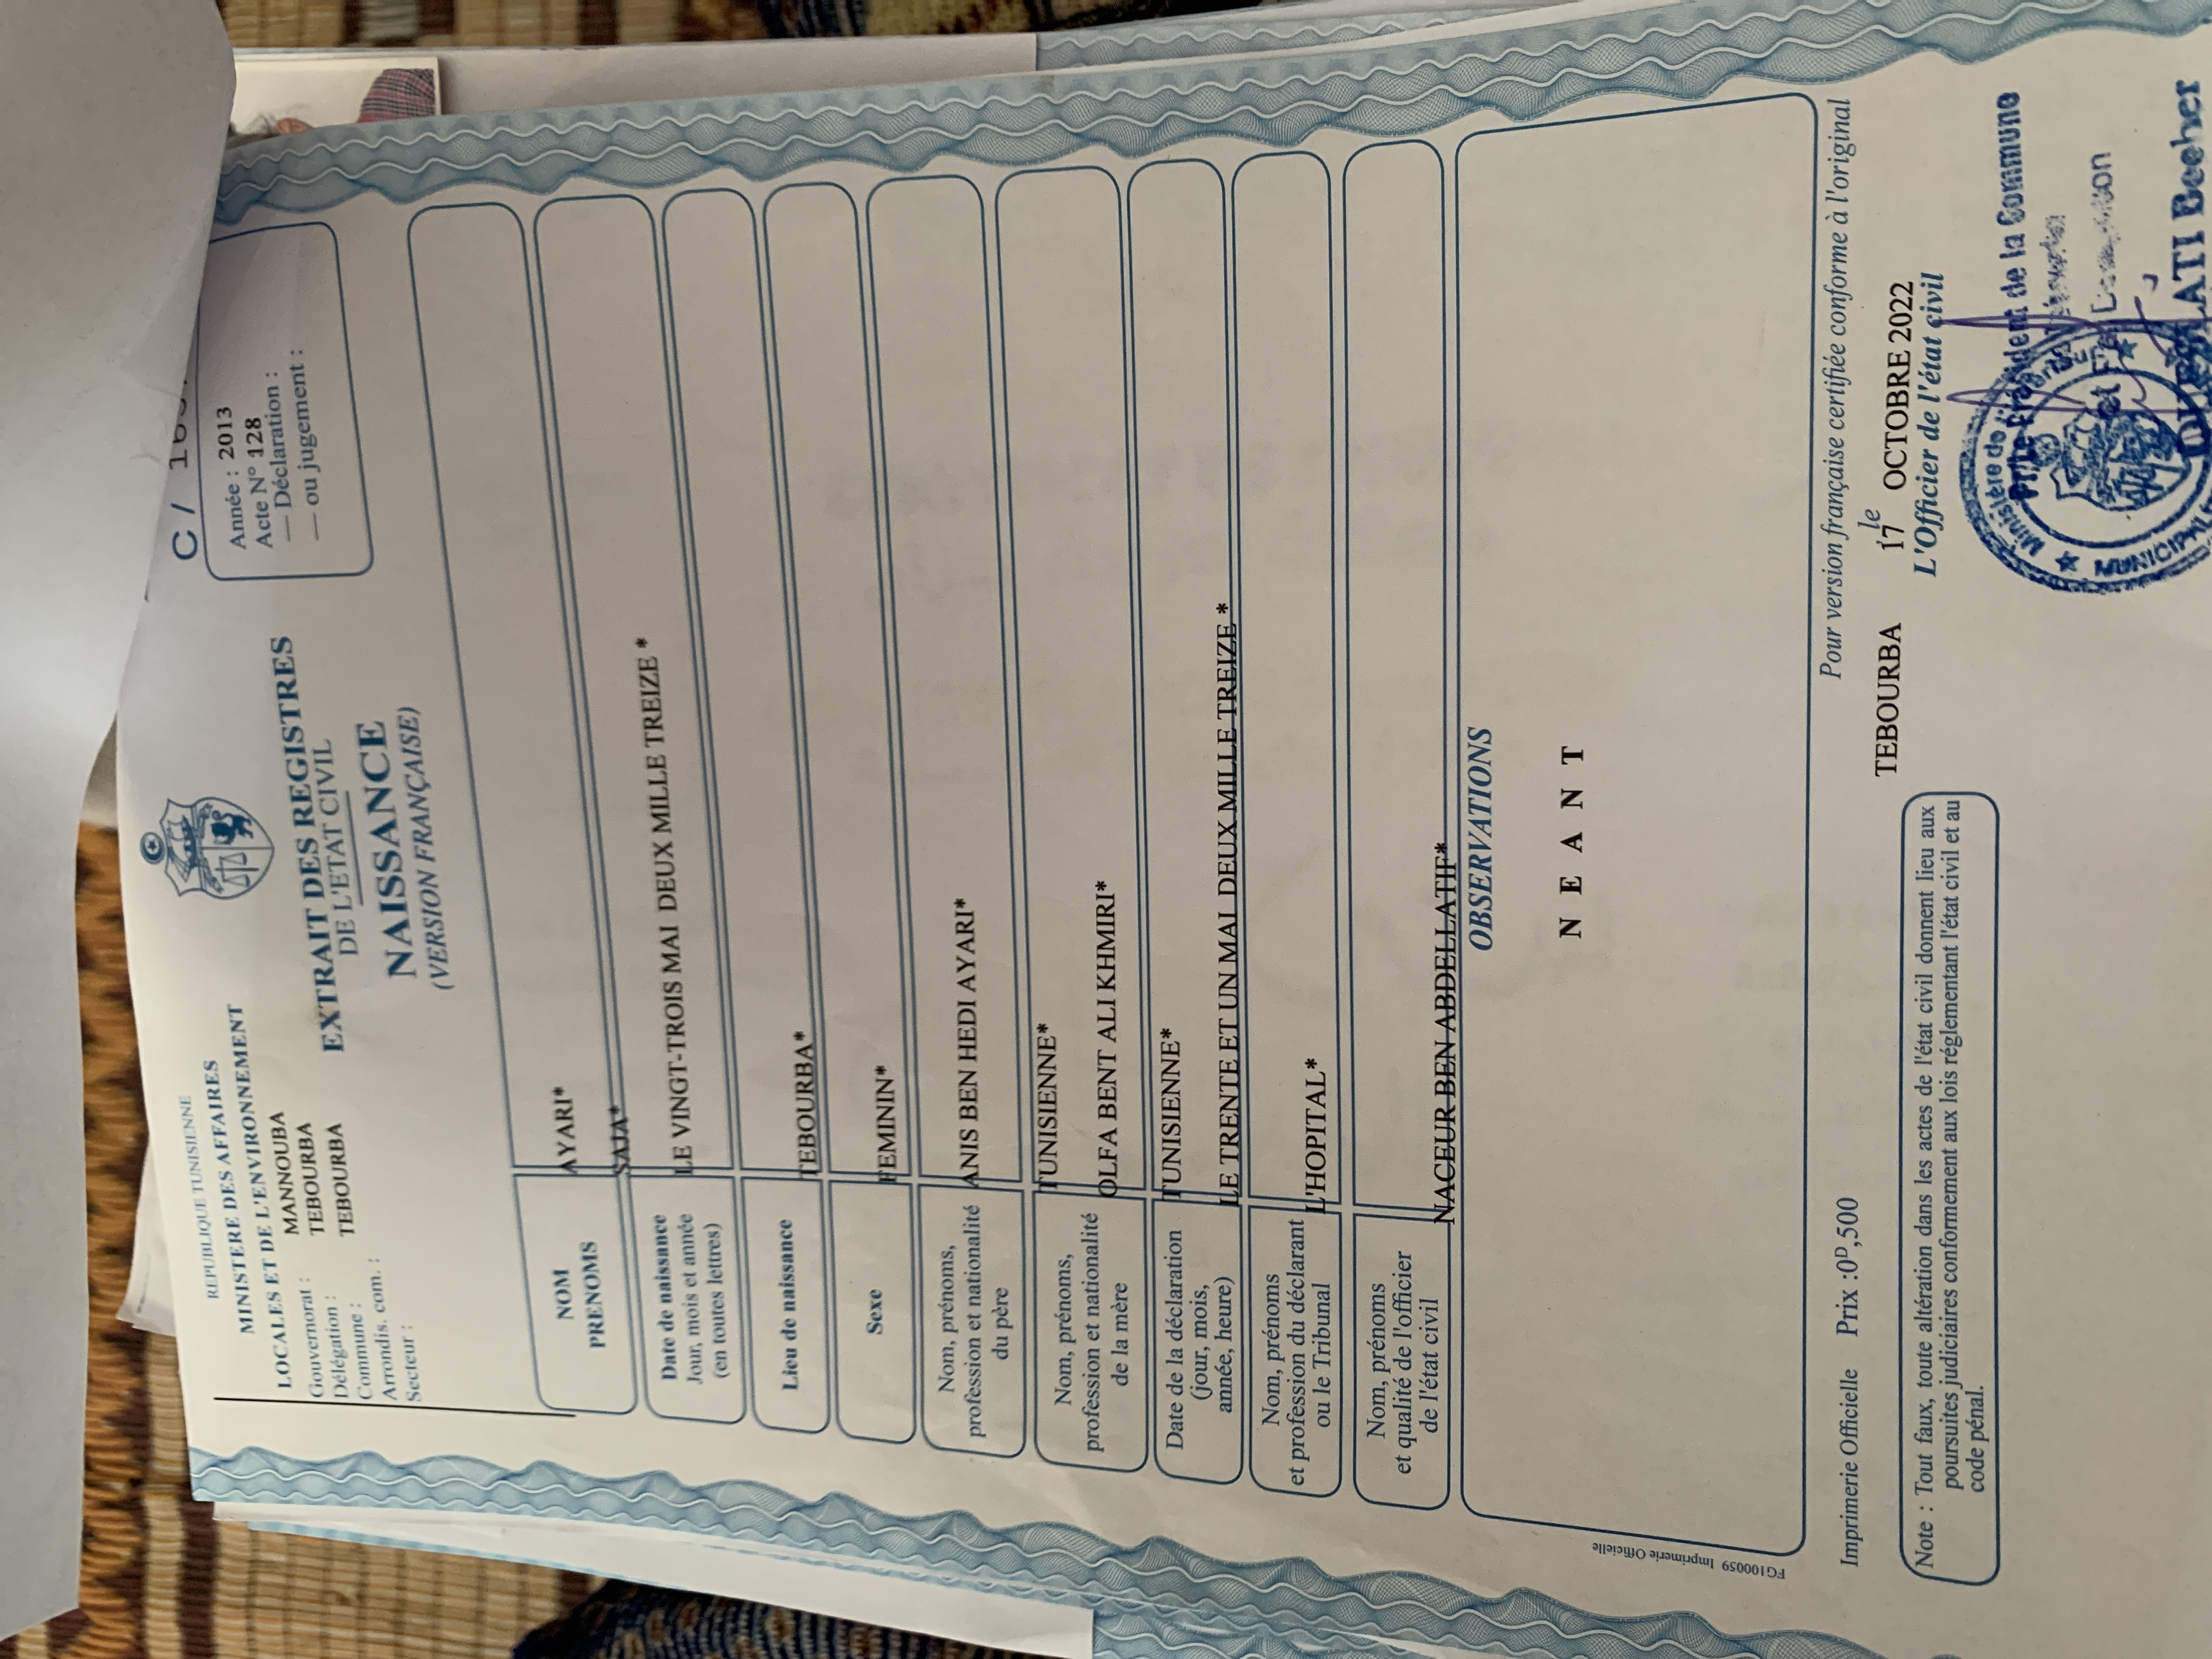 C /
REPUBLIQUE TUNISIENNE
MINISTERE DES AFFAIRES
LOCALES ET DE L'ENVIRONNEMENT
Gouvernorat : MANNOUBA
Délégation : TEBOURBA
Commune : TEBOURBA
Arrondis. com. :
Secteur :
EXTRAIT DES REGISTRES
DE L'ETAT CIVIL
NAISSANCE
(VERSION FRANÇAISE)
Année : 2013
Acte N° 128
— Déclaration :
— ou jugement :
NOM
PRENOMS
AYARI*
SAJA*
Date de naissance
Jour, mois et année
(en toutes lettres)
LE VINGT-TROIS MAI DEUX MILLE TREIZE *
Lieu de naissance
TEBOURBA*
Sexe
FEMININ*
Nom, prénoms,
profession et nationalité
du père
ANIS BEN HEDI AYARI*
TUNISIENNE*
Nom, prénoms,
profession et nationalité
de la mère
OLFA BENT ALI KHMIRI*
TUNISIENNE*
Date de la déclaration
(jour, mois,
année, heure)
LE TRENTE ET UN MAI DEUX MILLE TREIZE *
Nom, prénoms
et profession du déclarant
ou le Tribunal
L'HOPITAL*
Nom, prénoms
et qualité de l'officier
de l'état civil
NACEUR BEN ABDELLATIF*
OBSERVATIONS
N E A N T
FG100059 Imprimerie Officielle
Imprimerie Officielle Prix :0ᴰ,500
Pour version française certifiée conforme à l'original
TEBOURBA le 17 OCTOBRE 2022
L'Officier de l'état civil
Note : Tout faux, toute altération dans les actes de l'état civil donnent lieu aux
poursuites judiciaires conformement aux lois réglementant l'état civil et au
code pénal.
de la Commune
Ministère de
MUNICIPAL
Becher